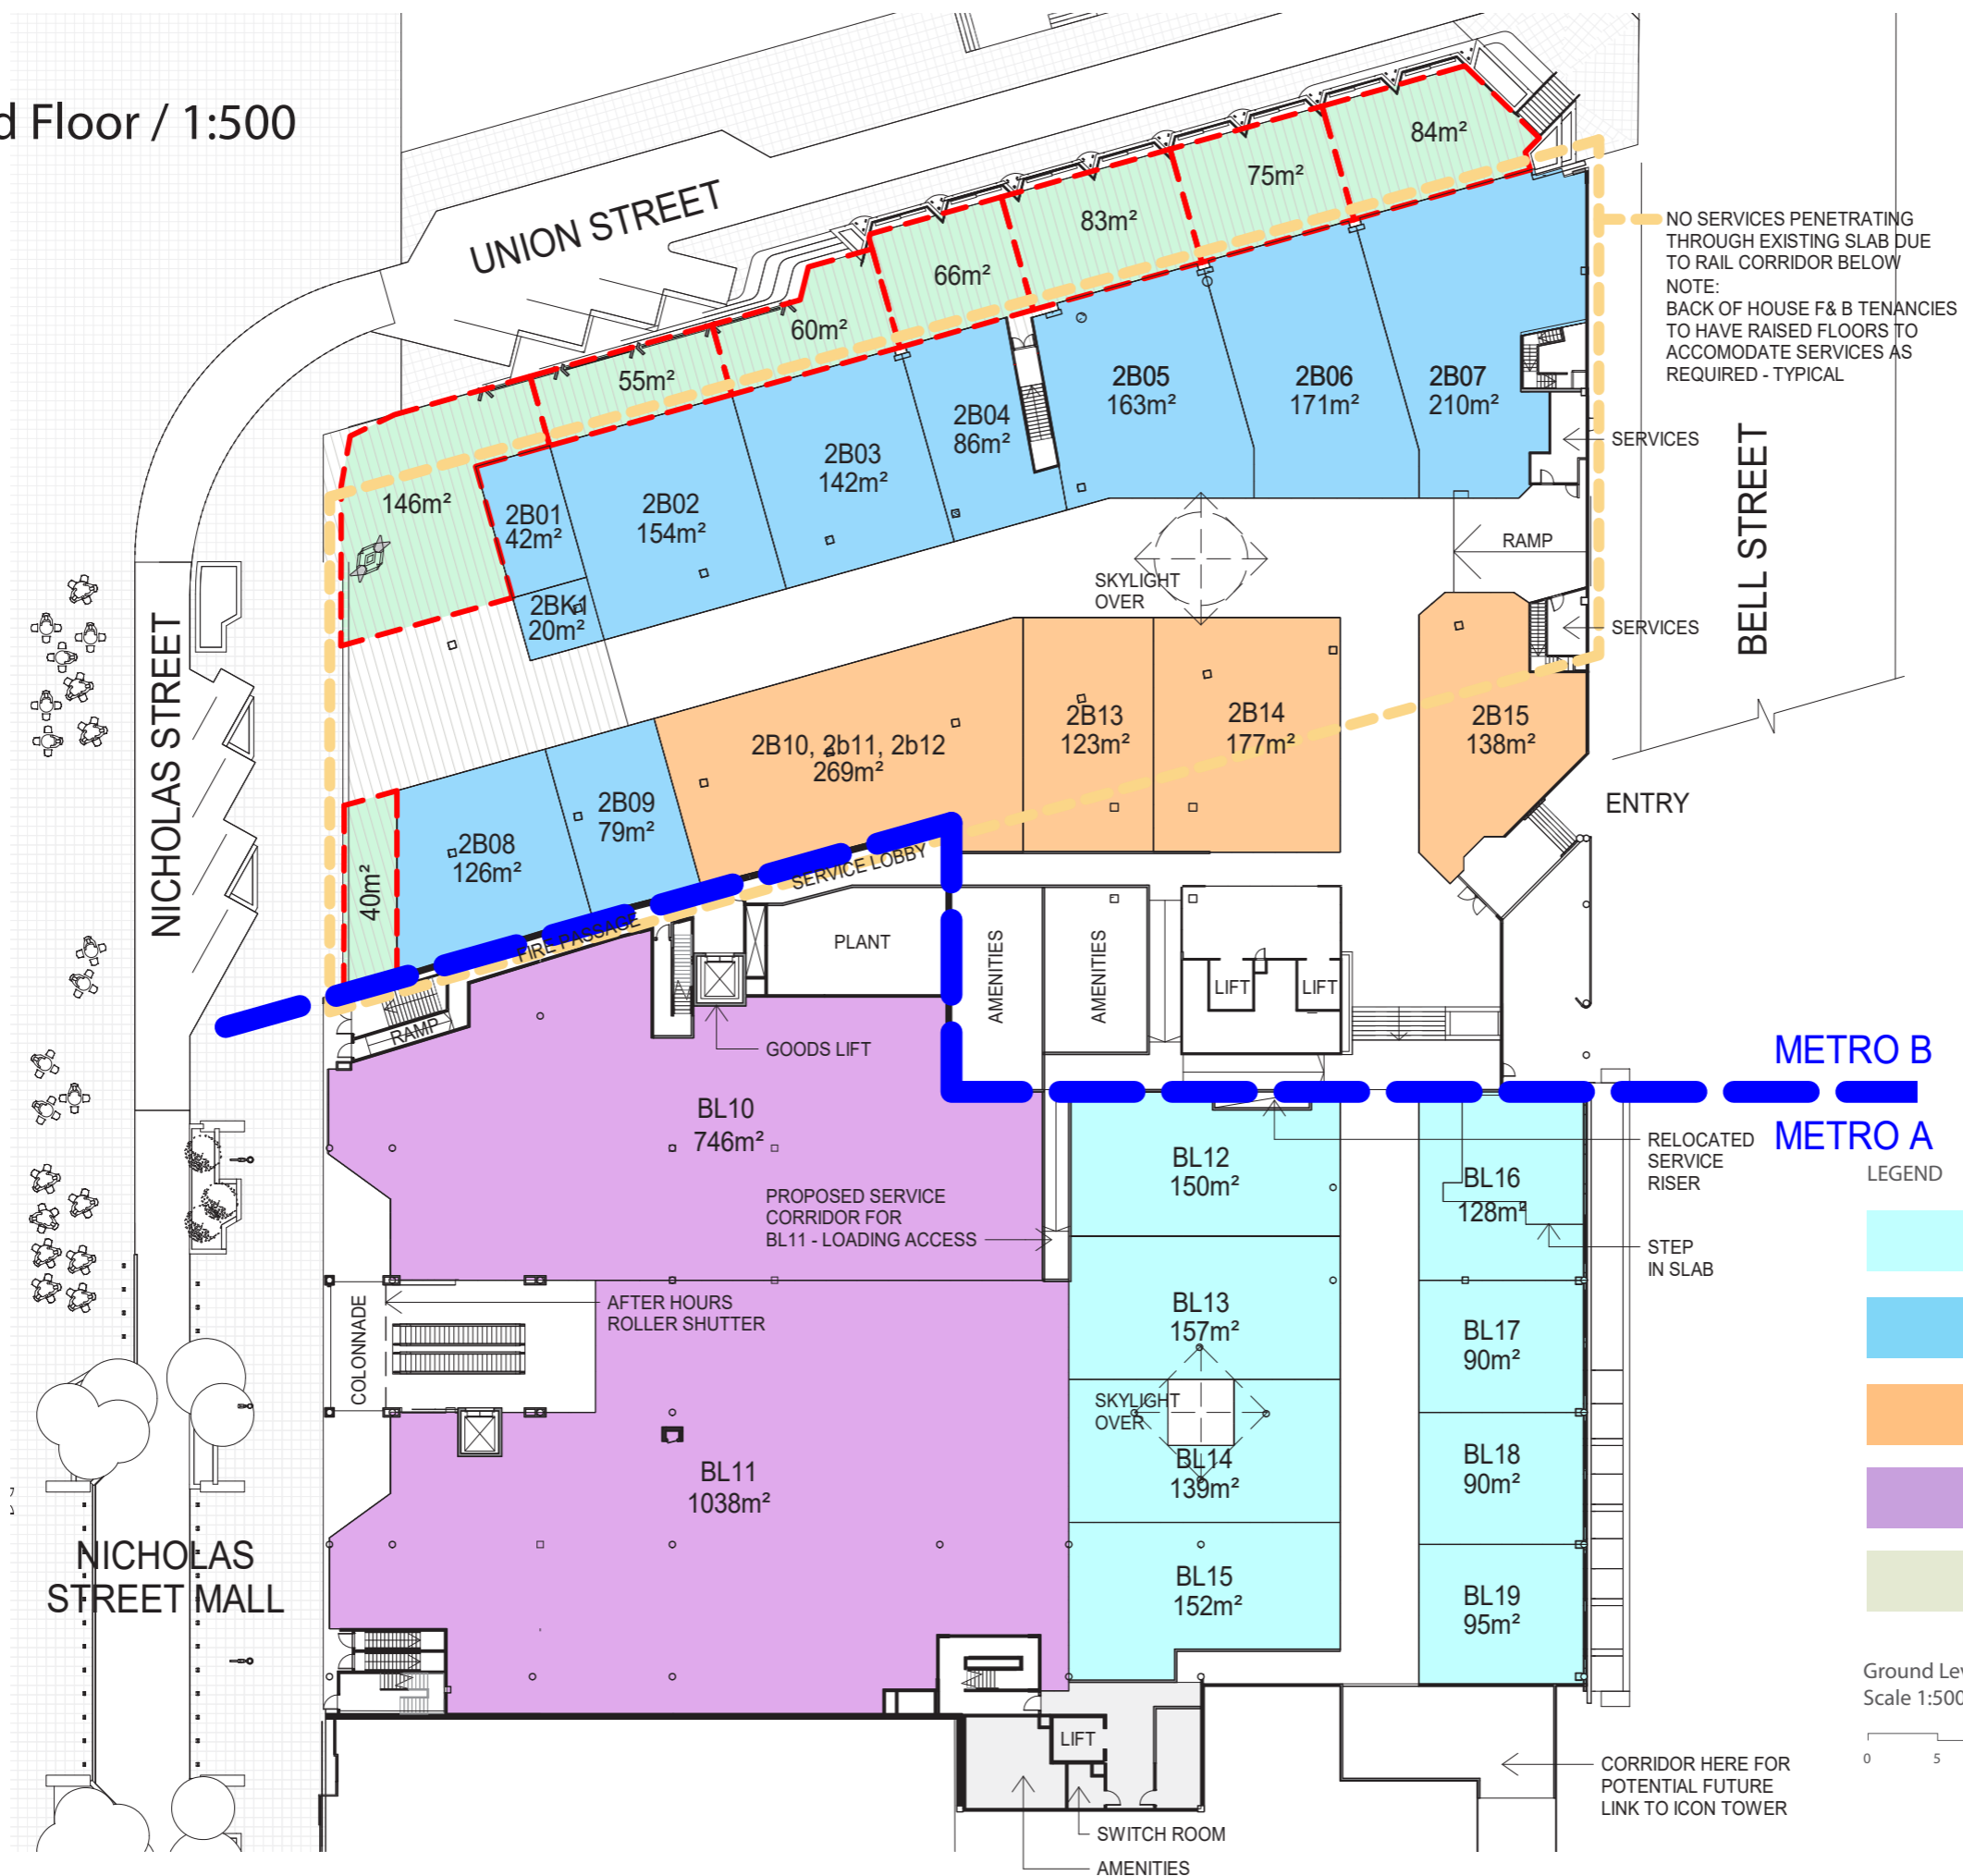 d Floor / 1:500
UNION STREET
84m²
75m²
83m²
66m²
60m²
55m²
146m²
NO SERVICES PENETRATING
THROUGH EXISTING SLAB DUE
TO RAIL CORRIDOR BELOW
NOTE:
BACK OF HOUSE F& B TENANCIES
TO HAVE RAISED FLOORS TO
ACCOMODATE SERVICES AS
REQUIRED - TYPICAL
2B01
42m²
2BK1
20m²
2B02
154m²
2B03
142m²
2B04
86m²
2B05
163m²
2B06
171m²
2B07
210m²
SERVICES
RAMP
SERVICES
BELL STREET
SKYLIGHT
OVER
NICHOLAS STREET
40m²
2B08
126m²
2B09
79m²
2B10, 2b11, 2b12
269m²
2B13
123m²
2B14
177m²
2B15
138m²
ENTRY
SERVICE LOBBY
FIRE PASSAGE
RAMP
PLANT
AMENITIES
AMENITIES
LIFT
LIFT
GOODS LIFT
METRO B
METRO A
BL10
746m²
PROPOSED SERVICE
CORRIDOR FOR
BL11 - LOADING ACCESS
BL12
150m²
BL16
128m²
RELOCATED
SERVICE
RISER
STEP
IN SLAB
LEGEND
COLONNADE
AFTER HOURS
ROLLER SHUTTER
BL13
157m²
BL17
90m²
SKYLIGHT
OVER
BL14
139m²
BL18
90m²
BL11
1038m²
BL15
152m²
BL19
95m²
NICHOLAS
STREET MALL
Ground Lev
Scale 1:500
0 5
LIFT
SWITCH ROOM
AMENITIES
CORRIDOR HERE FOR
POTENTIAL FUTURE
LINK TO ICON TOWER